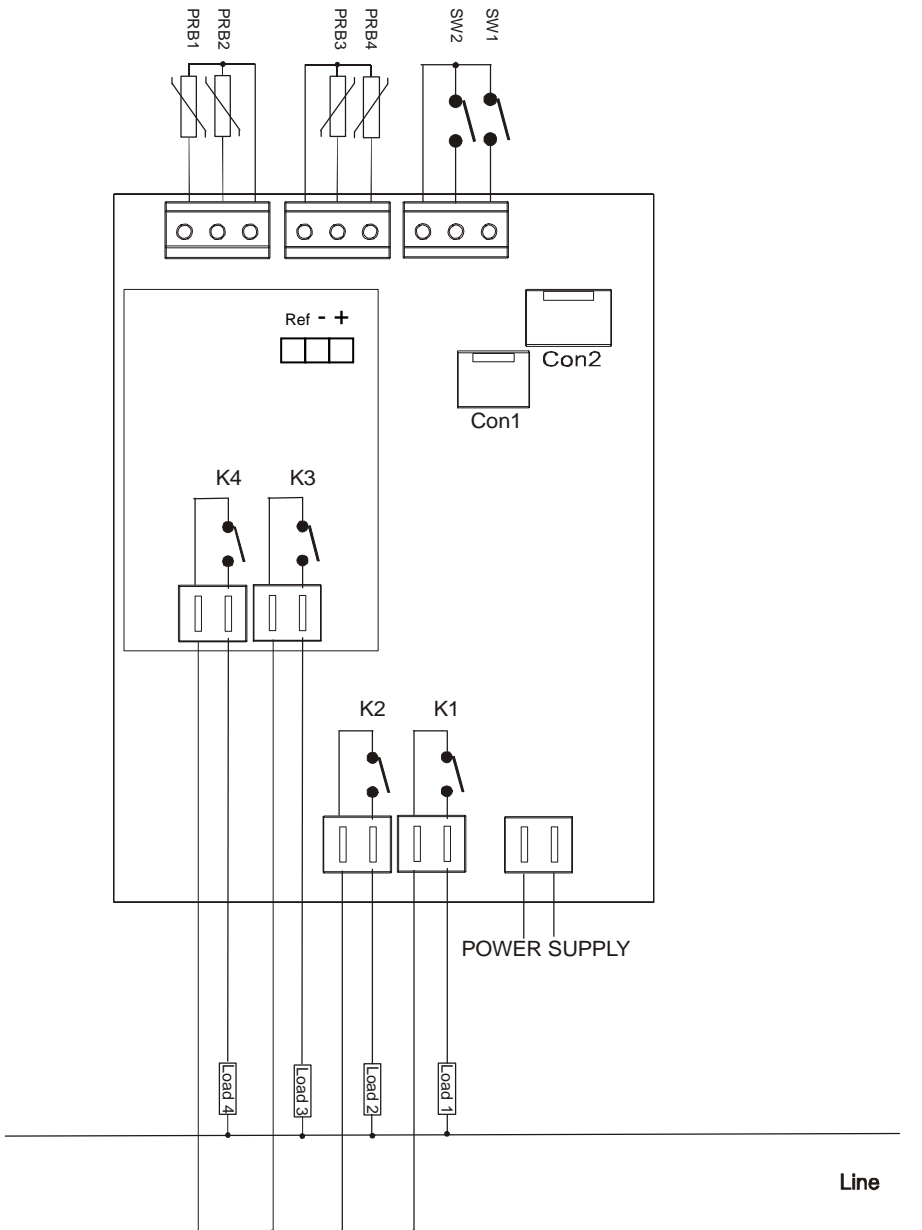 PRB1
PRB2
PRB3
PRB4
SW2
SW1
Ref - +
Con2
Con1
K4
K3
K2
K1
POWER SUPPLY
Load 4
Load 3
Load 2
Load 1
Line